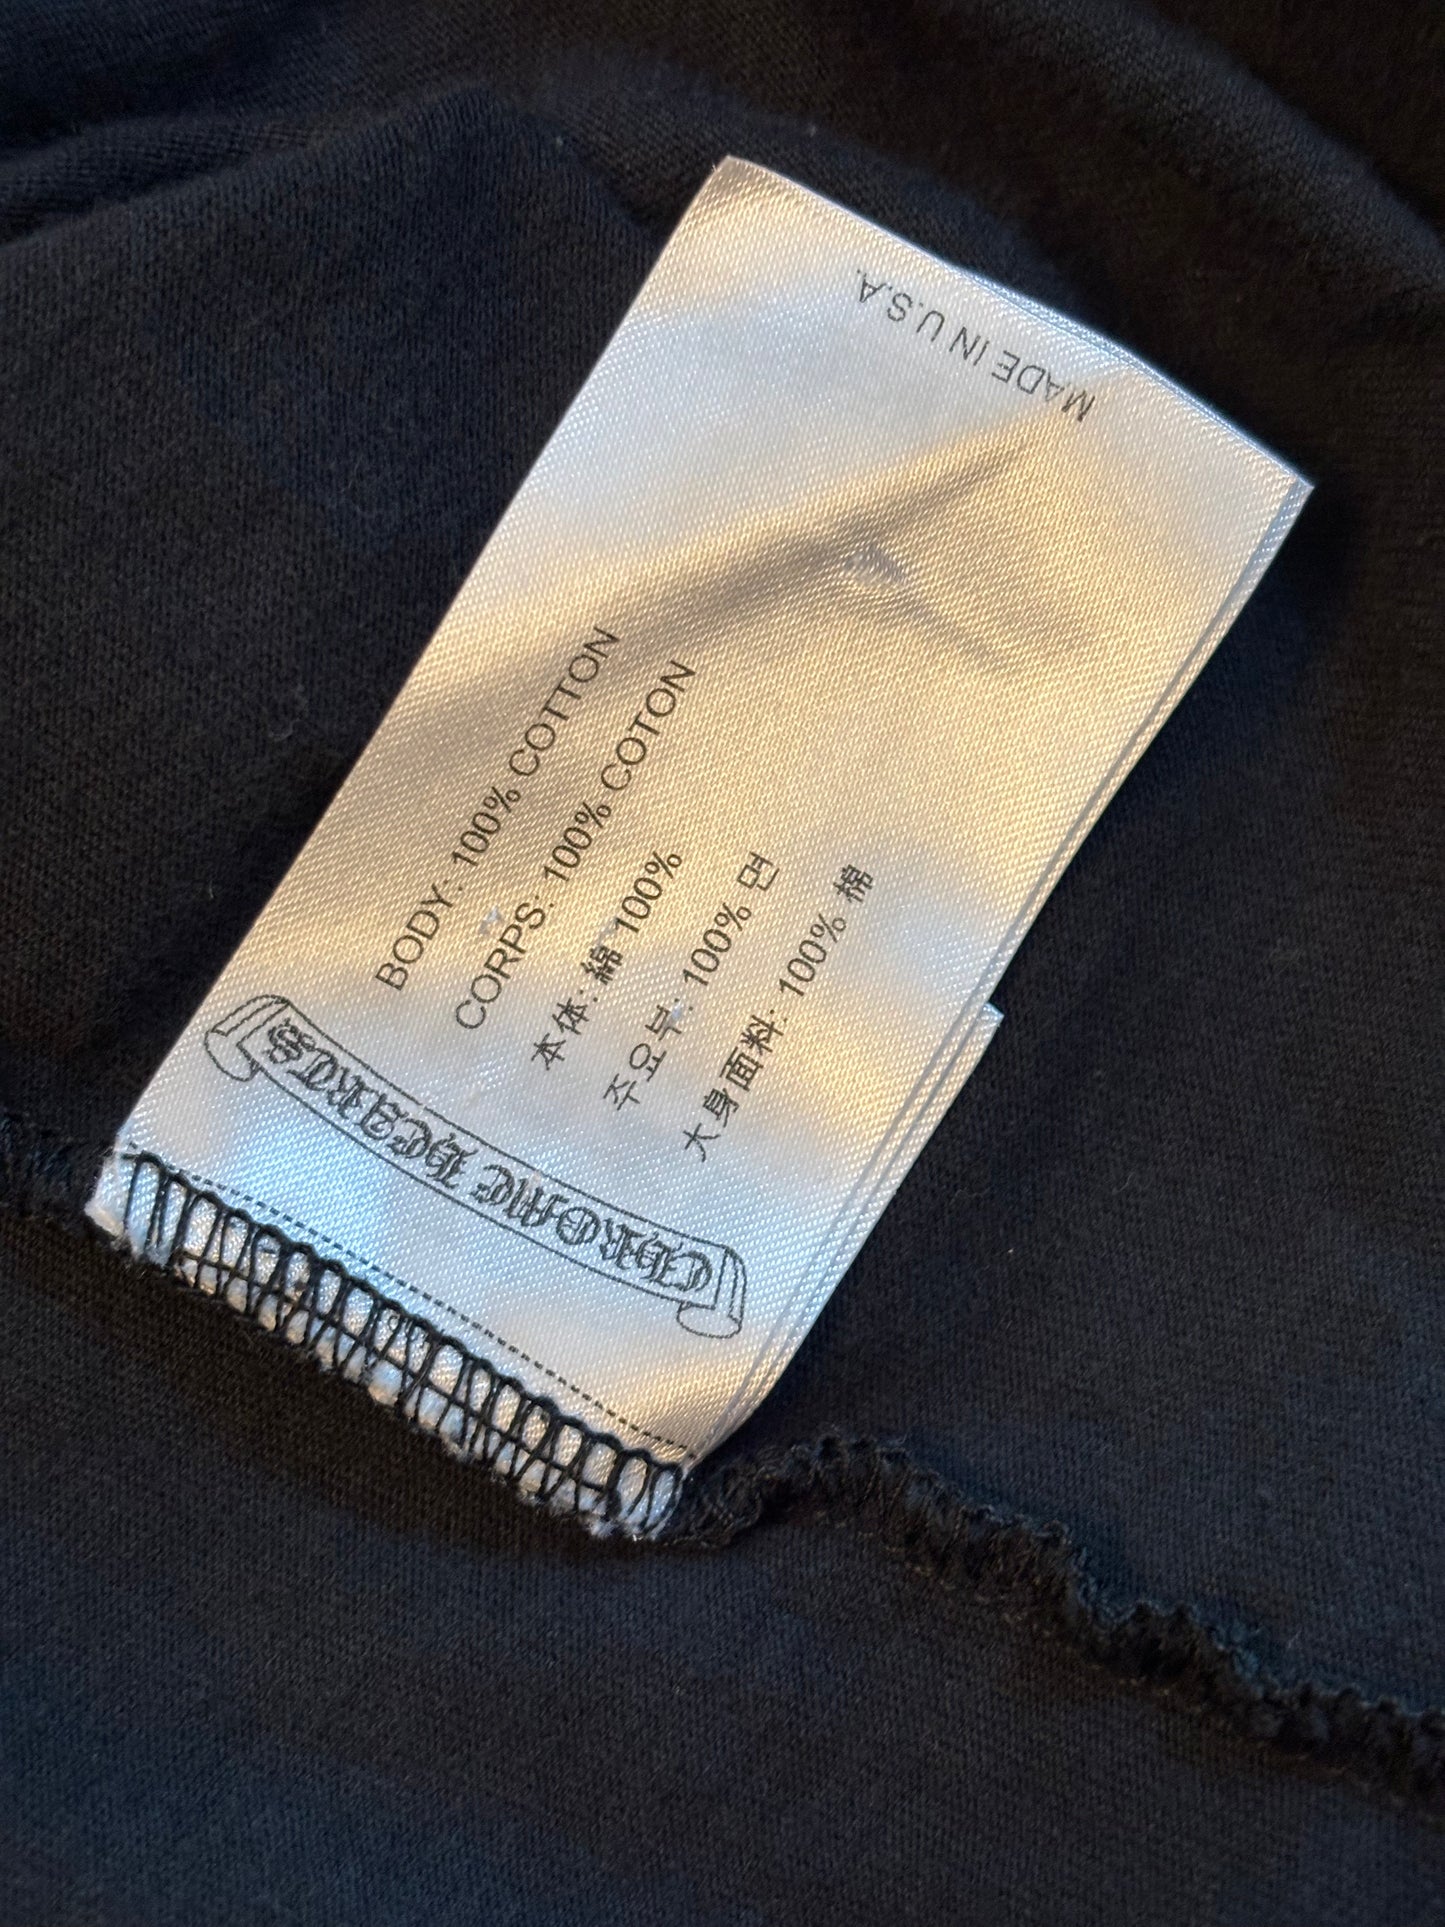 CHROME HEARTS
BODY: 100% COTTON
CORPS: 100% COTON
本体: 綿 100%
주요부: 100% 면
大身面料: 100% 棉
MADE IN U.S.A.